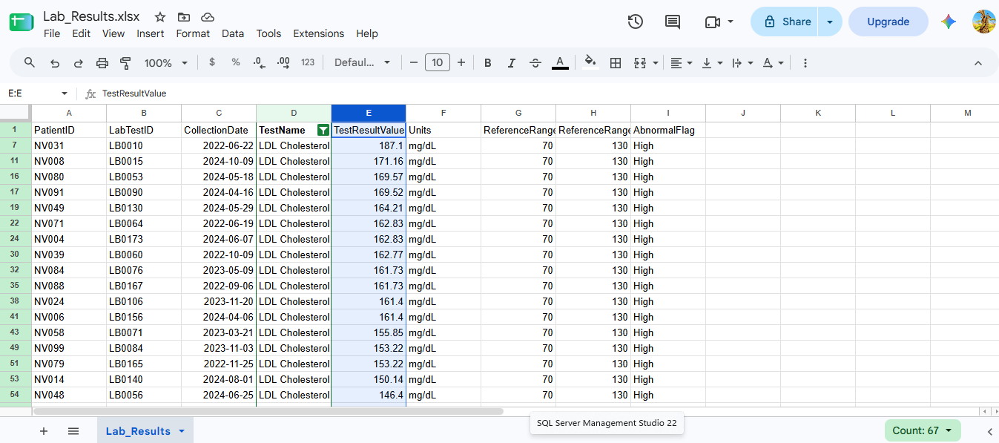 Lab_Results.xlsx
File Edit View Insert Format Data Tools Extensions Help
Share
Upgrade
100% $ % .0 .00 123 Defaul... − 10 + B I S A A
E:E fx TestResultValue
A B C D E F G H I J K L M
1 PatientID LabTestID CollectionDate TestName TestResultValue Units ReferenceRange ReferenceRange AbnormalFlag
7 NV031 LB0010 2022-06-22 LDL Cholesterol 187.1 mg/dL 70 130 High
11 NV008 LB0015 2024-10-09 LDL Cholesterol 171.16 mg/dL 70 130 High
16 NV080 LB0053 2024-05-18 LDL Cholesterol 169.57 mg/dL 70 130 High
17 NV091 LB0090 2024-04-16 LDL Cholesterol 169.52 mg/dL 70 130 High
19 NV049 LB0130 2024-05-29 LDL Cholesterol 164.21 mg/dL 70 130 High
22 NV071 LB0064 2022-06-19 LDL Cholesterol 162.83 mg/dL 70 130 High
24 NV004 LB0173 2024-06-07 LDL Cholesterol 162.83 mg/dL 70 130 High
30 NV039 LB0060 2022-10-09 LDL Cholesterol 162.77 mg/dL 70 130 High
32 NV084 LB0076 2023-05-09 LDL Cholesterol 161.73 mg/dL 70 130 High
35 NV088 LB0167 2022-09-06 LDL Cholesterol 161.73 mg/dL 70 130 High
38 NV024 LB0106 2023-11-20 LDL Cholesterol 161.4 mg/dL 70 130 High
41 NV006 LB0156 2024-04-06 LDL Cholesterol 161.4 mg/dL 70 130 High
43 NV058 LB0071 2023-03-21 LDL Cholesterol 155.85 mg/dL 70 130 High
49 NV099 LB0084 2023-11-03 LDL Cholesterol 153.22 mg/dL 70 130 High
51 NV079 LB0165 2022-11-25 LDL Cholesterol 153.22 mg/dL 70 130 High
53 NV014 LB0140 2024-08-01 LDL Cholesterol 150.14 mg/dL 70 130 High
54 NV048 LB0056 2024-06-25 LDL Cholesterol 146.4 mg/dL 70 130 High
SQL Server Management Studio 22
Lab_Results
Count: 67